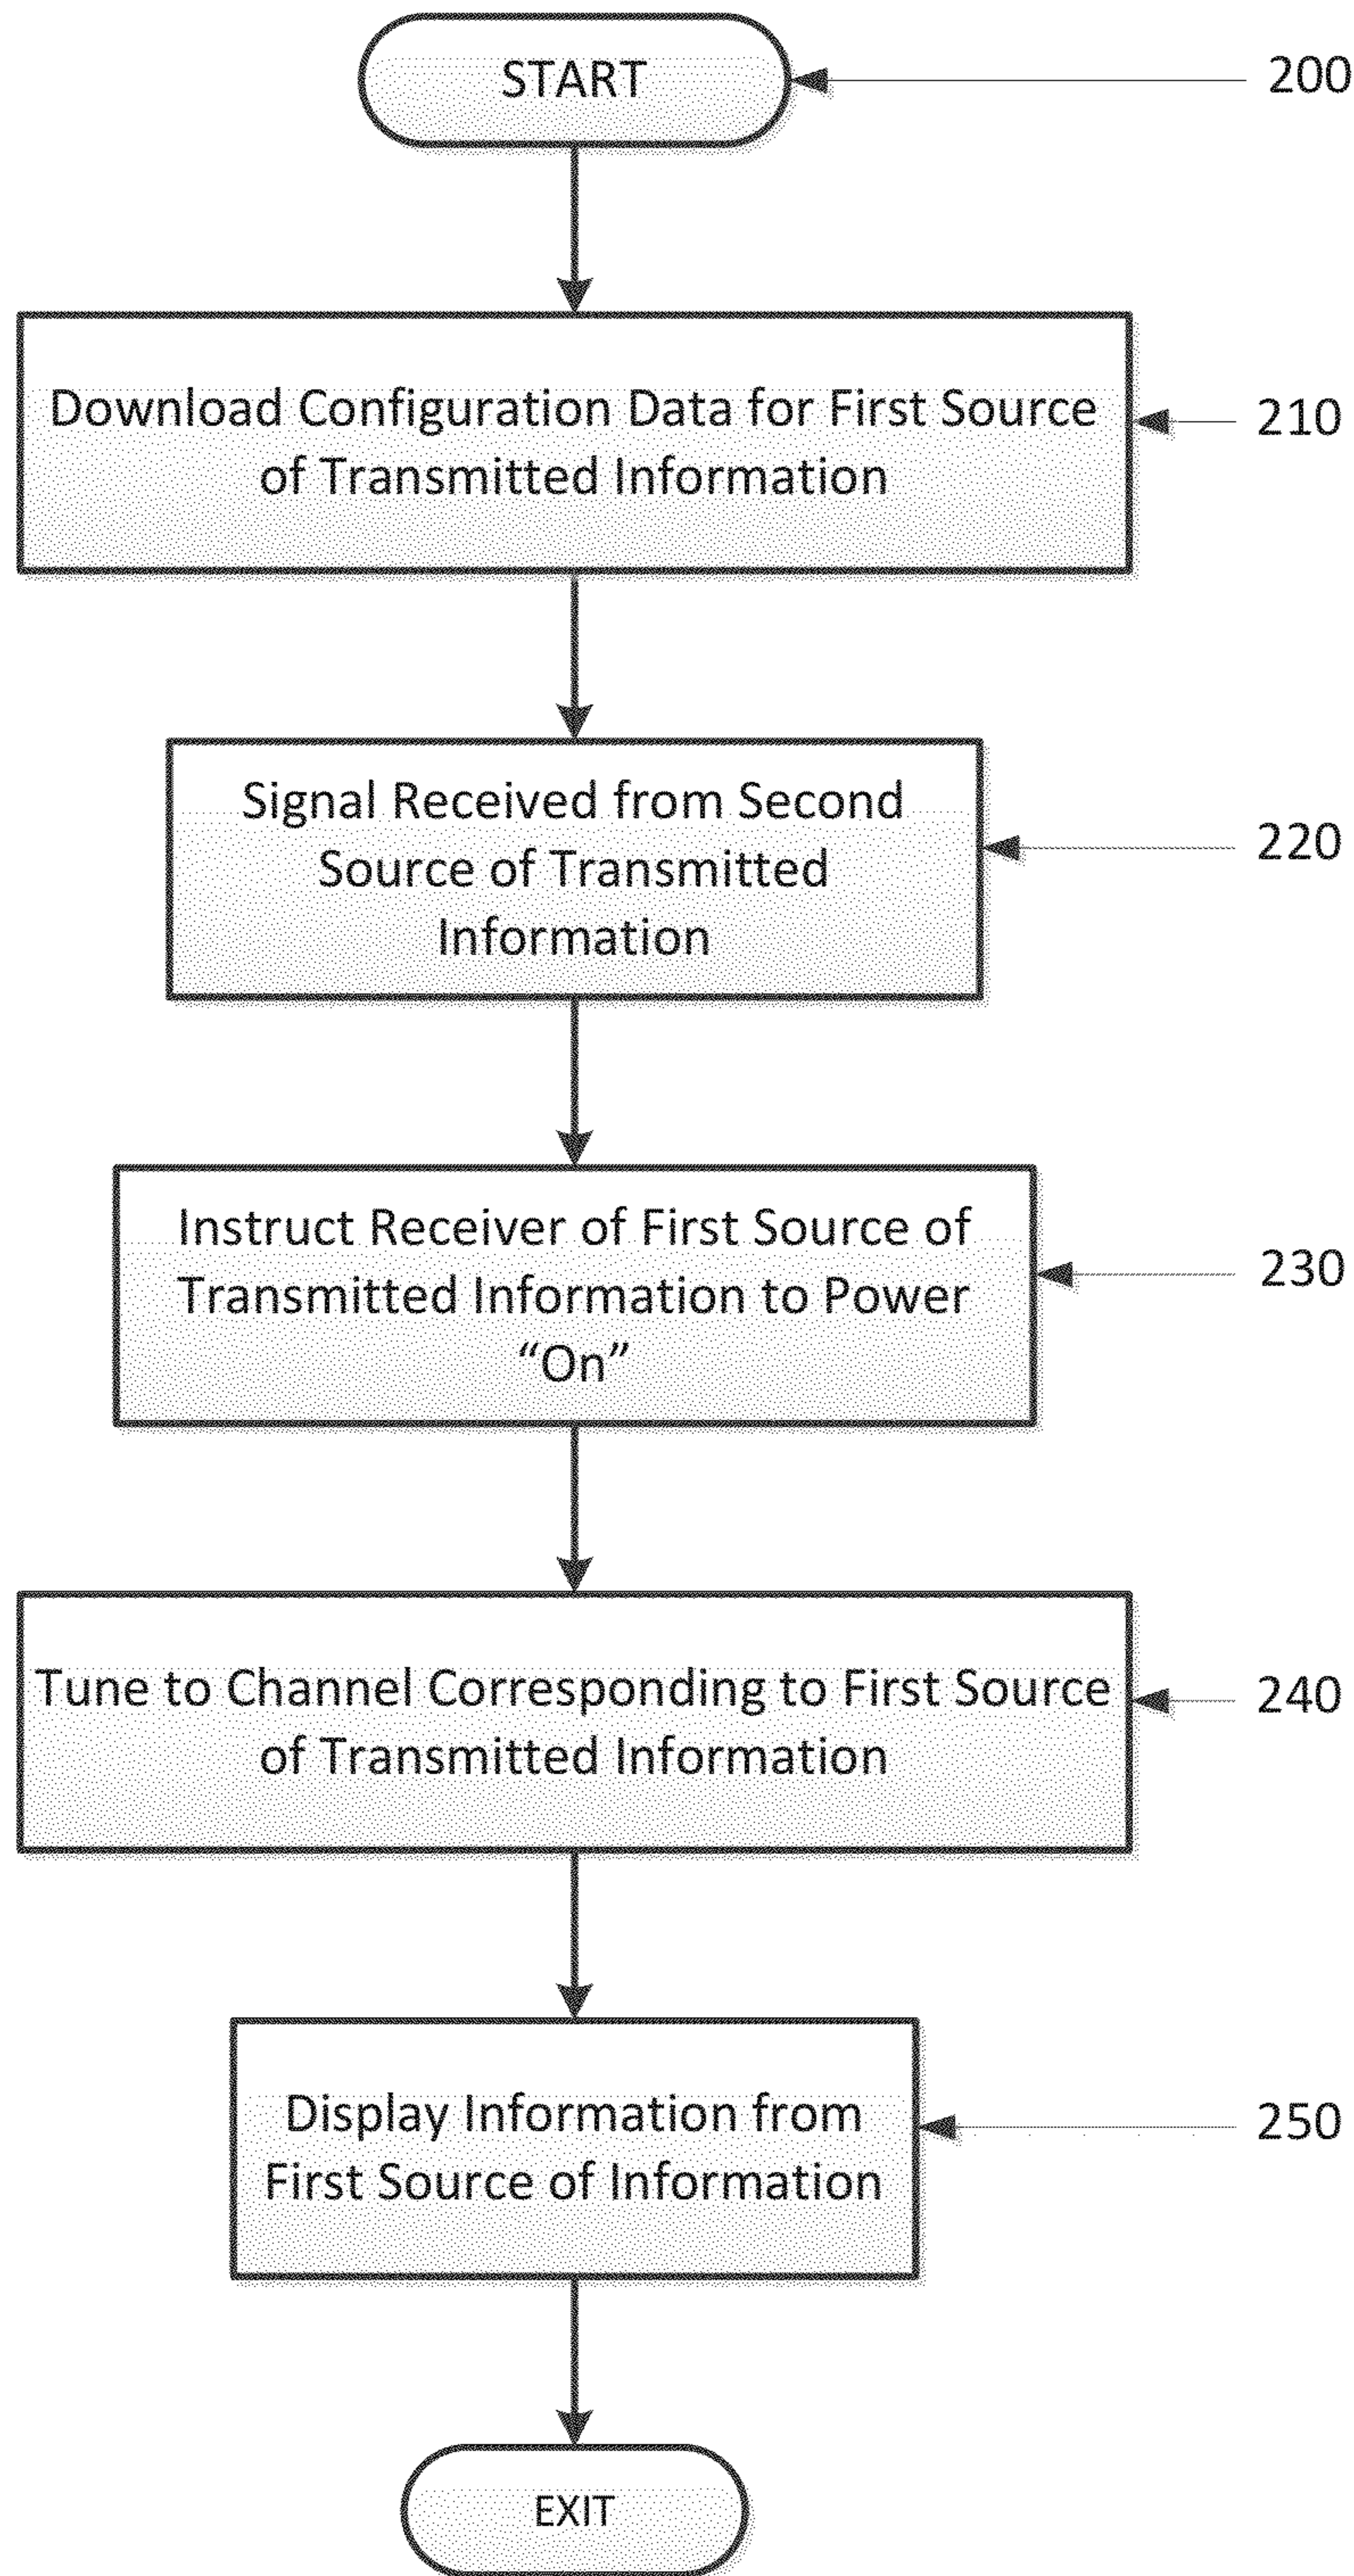 START
200
Download Configuration Data for First Source
of Transmitted Information
210
Signal Received from Second
Source of Transmitted
Information
220
Instruct Receiver of First Source of
Transmitted Information to Power
“On”
230
Tune to Channel Corresponding to First Source
of Transmitted Information
240
Display Information from
First Source of Information
250
EXIT